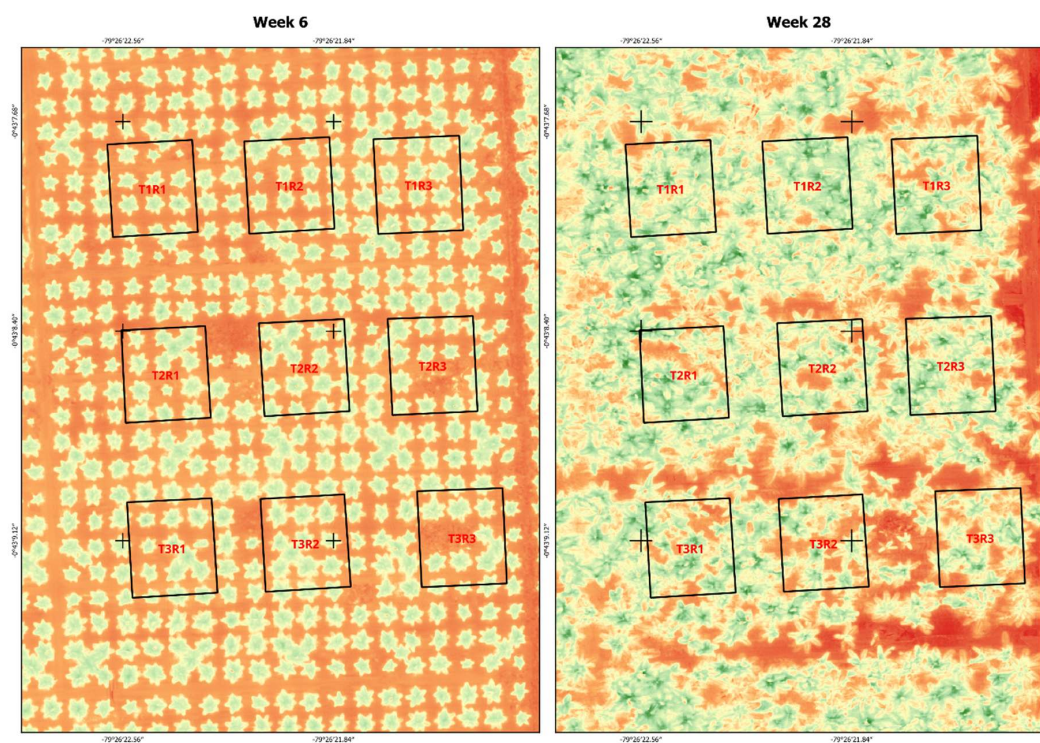 Week 6
Week 28
-79°26'22.56"
-79°26'21.84"
-79°26'22.56"
-79°26'21.84"
-0°43'7.68"
-0°43'7.68"
T1R1
T1R2
T1R3
T1R1
T1R2
T1R3
-0°43'8.40"
-0°43'8.40"
T2R1
T2R2
T2R3
T2R1
T2R2
T2R3
-0°43'9.12"
-0°43'9.12"
T3R1
T3R2
T3R3
T3R1
T3R2
T3R3
-79°26'22.56"
-79°26'21.84"
-79°26'22.56"
-79°26'21.84"